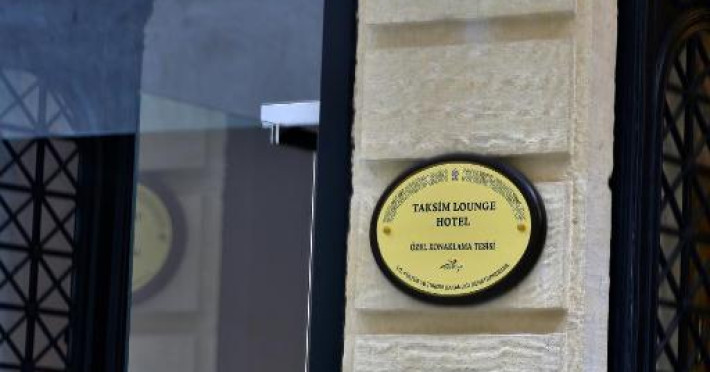 TAKSİM LOUNGE
HOTEL
ÖZEL KONAKLAMA TESİSİ